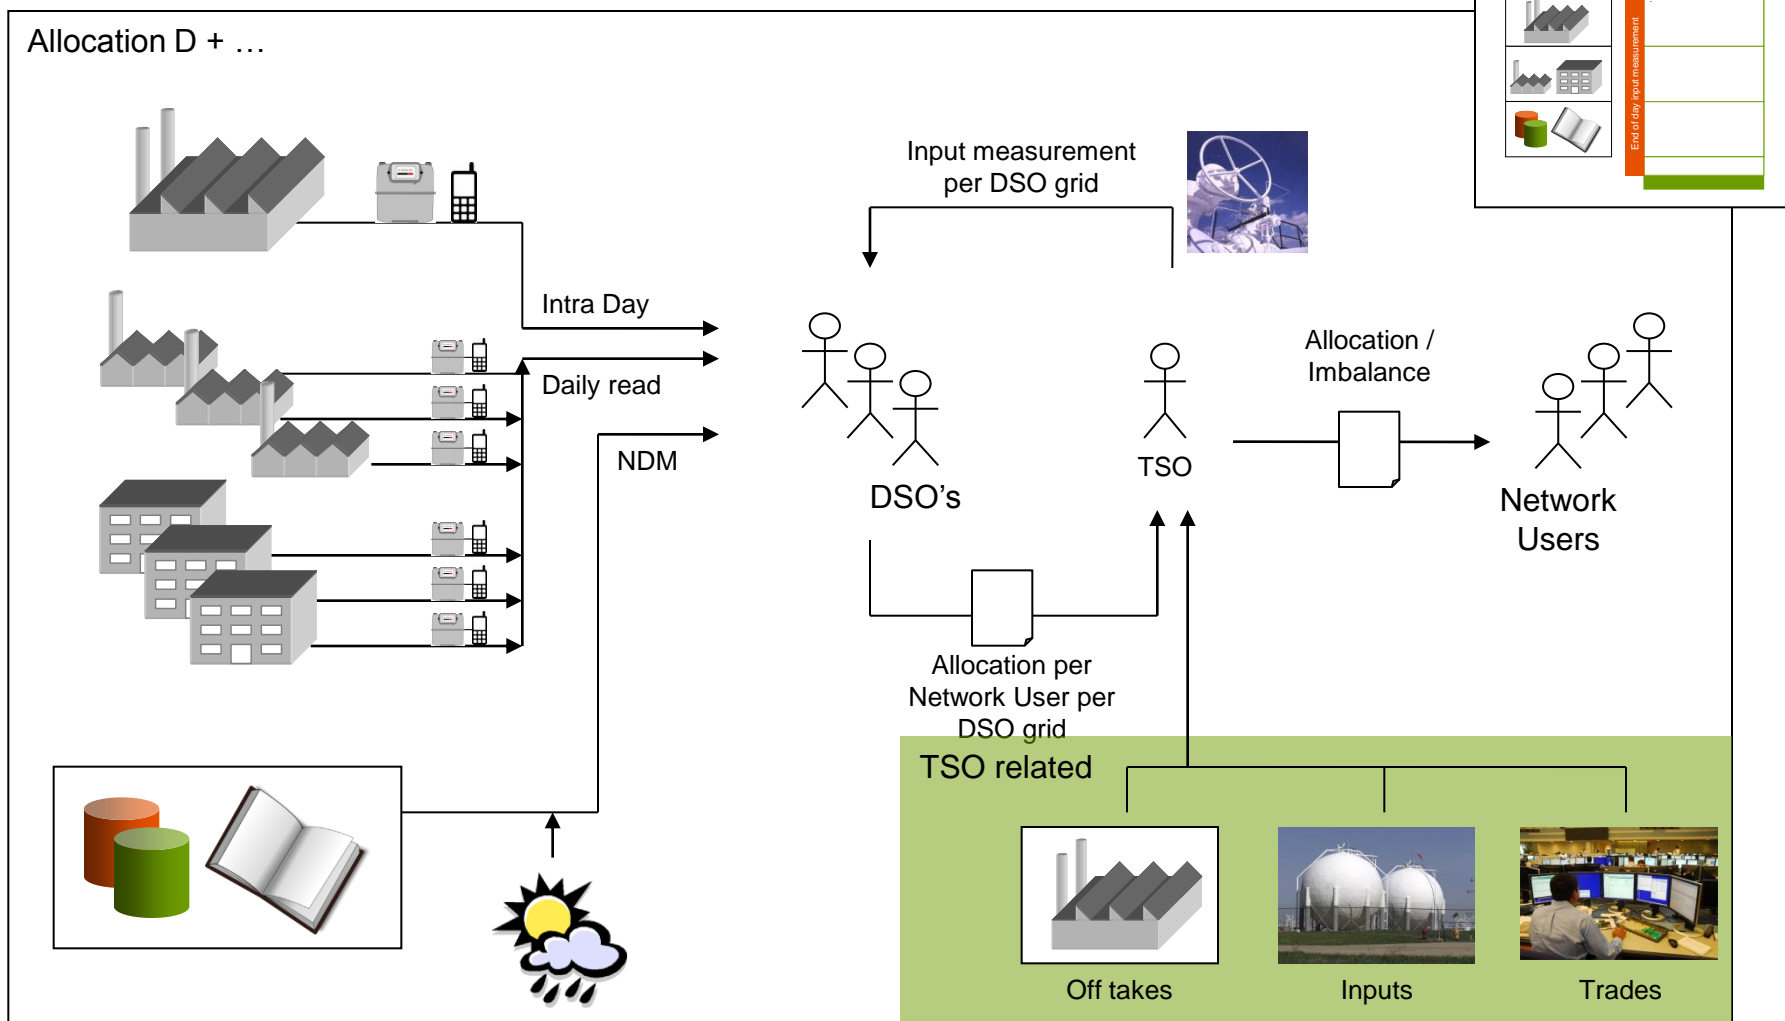 Allocation D + …
End of day input measurement
Input measurement
per DSO grid
Intra Day
Daily read
NDM
DSO’s
TSO
Allocation /
Imbalance
Network
Users
Allocation per
Network User per
DSO grid
TSO related
Off takes
Inputs
Trades